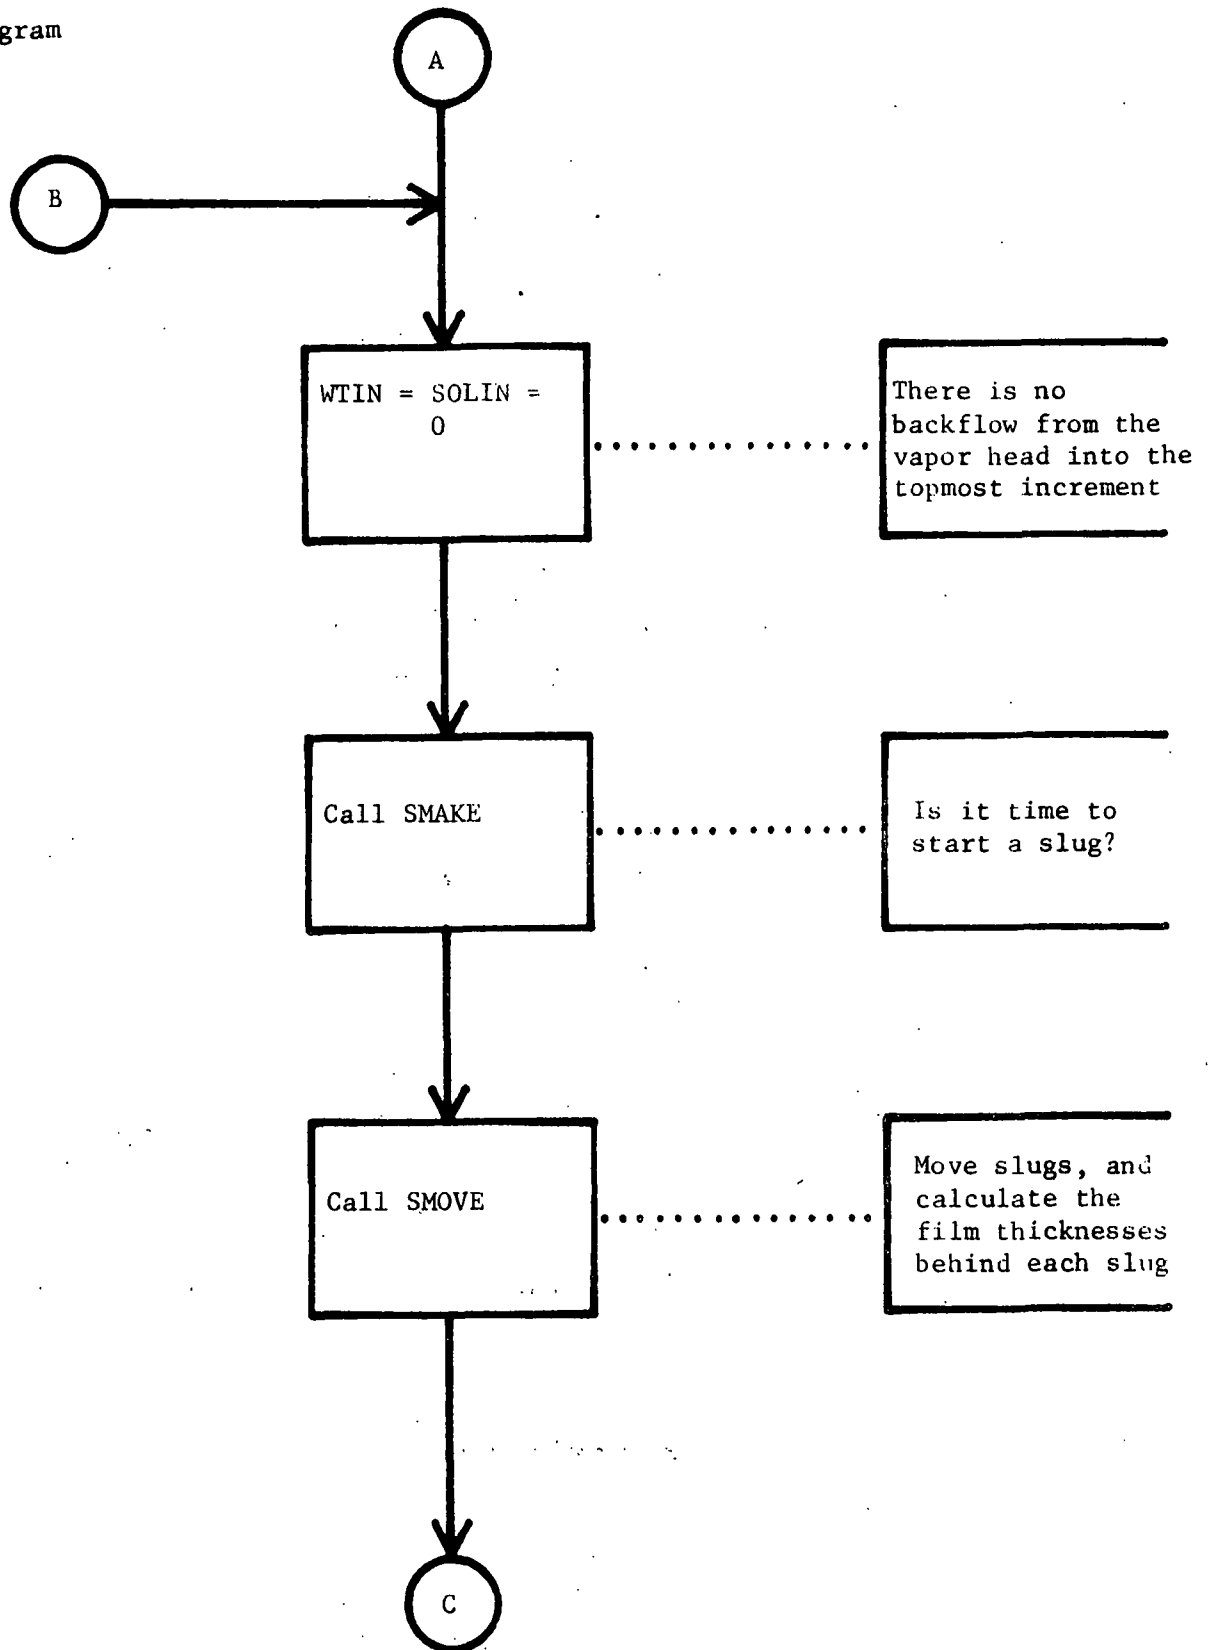 gram
A
B
WTIN = SOLIN =
0
There is no
backflow from the
vapor head into the
topmost increment
Call SMAKE
Is it time to
start a slug?
Call SMOVE
Move slugs, and
calculate the
film thicknesses
behind each slug
C